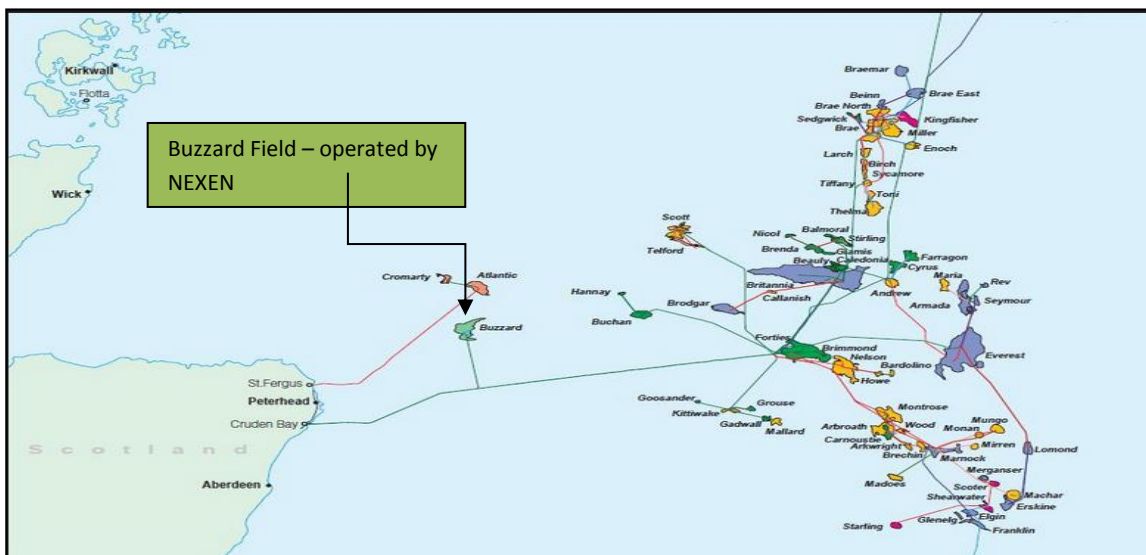 Kirkwall
Flotta
Wick
Buzzard Field – operated by
NEXEN
Braemar
Beinn
Brae East
Brae North
Sedgwick
Kingfisher
Brae
Miller
Enoch
Larch
Birch
Sycamore
Tiffany
Toni
Thelma
Scott
Telford
Nicol
Balmoral
Stirling
Brenda
Glamis
Beauly
Caledonia
Farragon
Cyrus
Maria
Rev
Cromarty
Atlantic
Britannia
Callanish
Andrew
Armada
Seymour
Hannay
Brodgar
Buchan
Buzzard
Forties
Brimmond
Nelson
Bardolino
Everest
Howe
St.Fergus
Peterhead
Cruden Bay
Goosander
Grouse
Kittiwake
Gadwall
Mallard
Montrose
Mungo
Arbroath
Wood
Monan
Carnoustie
Arkwright
Mirren
Brechin
Marnock
Lomond
Scotland
Aberdeen
Madoes
Merganser
Scoter
Machar
Shearwater
Erskine
Starling
Glenelg
Elgin
Franklin